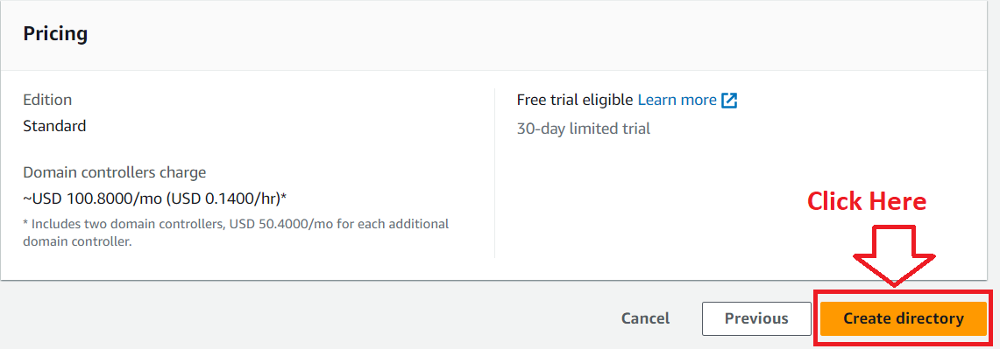 Pricing
Edition
Standard
Domain controllers charge
~USD 100.8000/mo (USD 0.1400/hr)*
* Includes two domain controllers, USD 50.4000/mo for each additional
domain controller.
Free trial eligible Learn more
30-day limited trial
Click Here
Cancel
Previous
Create directory